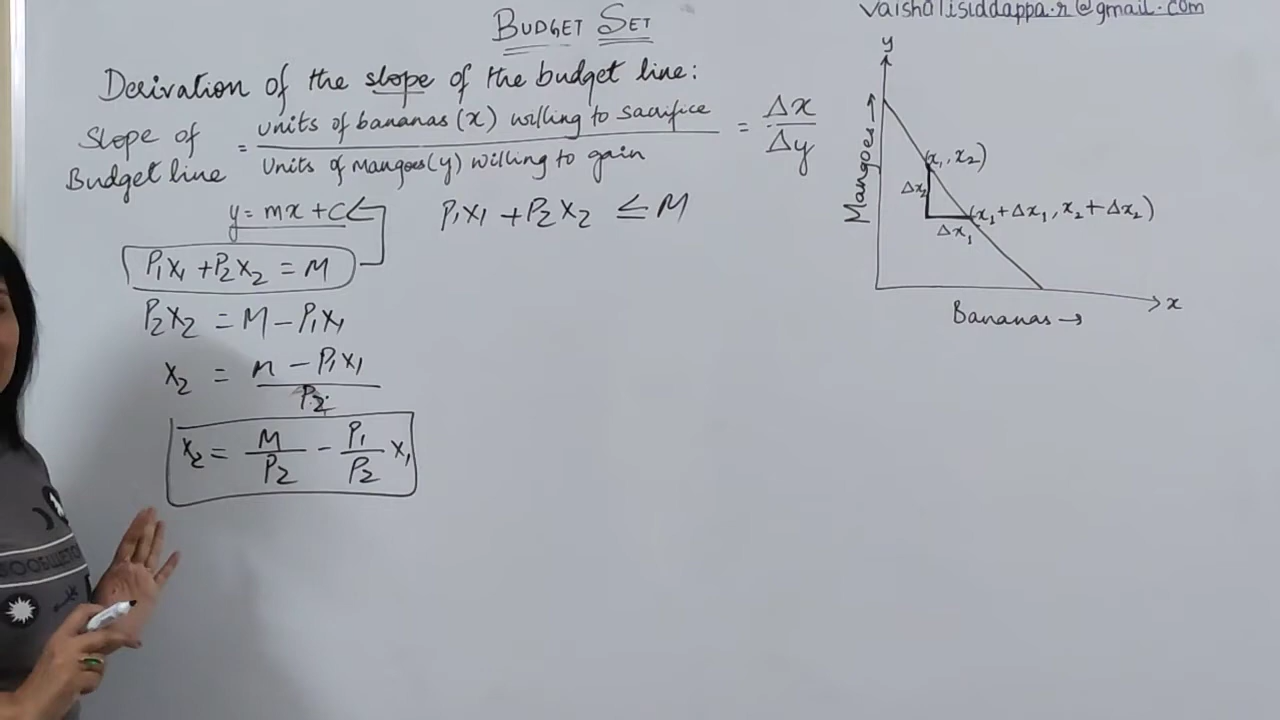 BUDGET SET
vaishalisiddappa.r@gmail.com
Derivation of the slope of the budget line:
Slope of Budget line = units of bananas (x) willing to sacrifice / Units of Mangoes(y) willing to gain = Δx / Δy
y = mx + C
P₁x₁ + P₂x₂ ≤ M
P₁x₁ + P₂x₂ = M
P₂x₂ = M - P₁x₁
x₂ = M - P₁x₁ / P₂
x₂ = M/P₂ - P₁/P₂ x₁
y
Mangoes →
(x₁, x₂)
Δx₂
(x₁ + Δx₁, x₂ + Δx₂)
Δx₁
x
Bananas →
ВООБЩЕТО